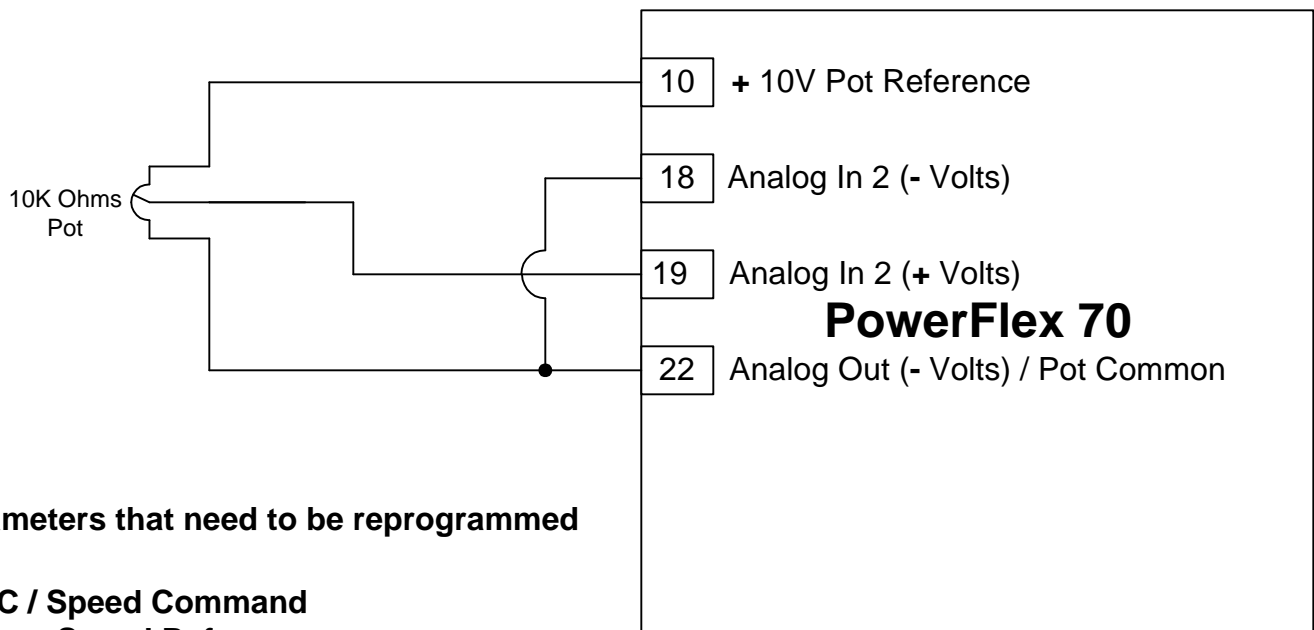 10 + 10V Pot Reference
18 Analog In 2 (- Volts)
10K Ohms
Pot
19 Analog In 2 (+ Volts)
PowerFlex 70
22 Analog Out (- Volts) / Pot Common
meters that need to be reprogrammed
C / Speed Command